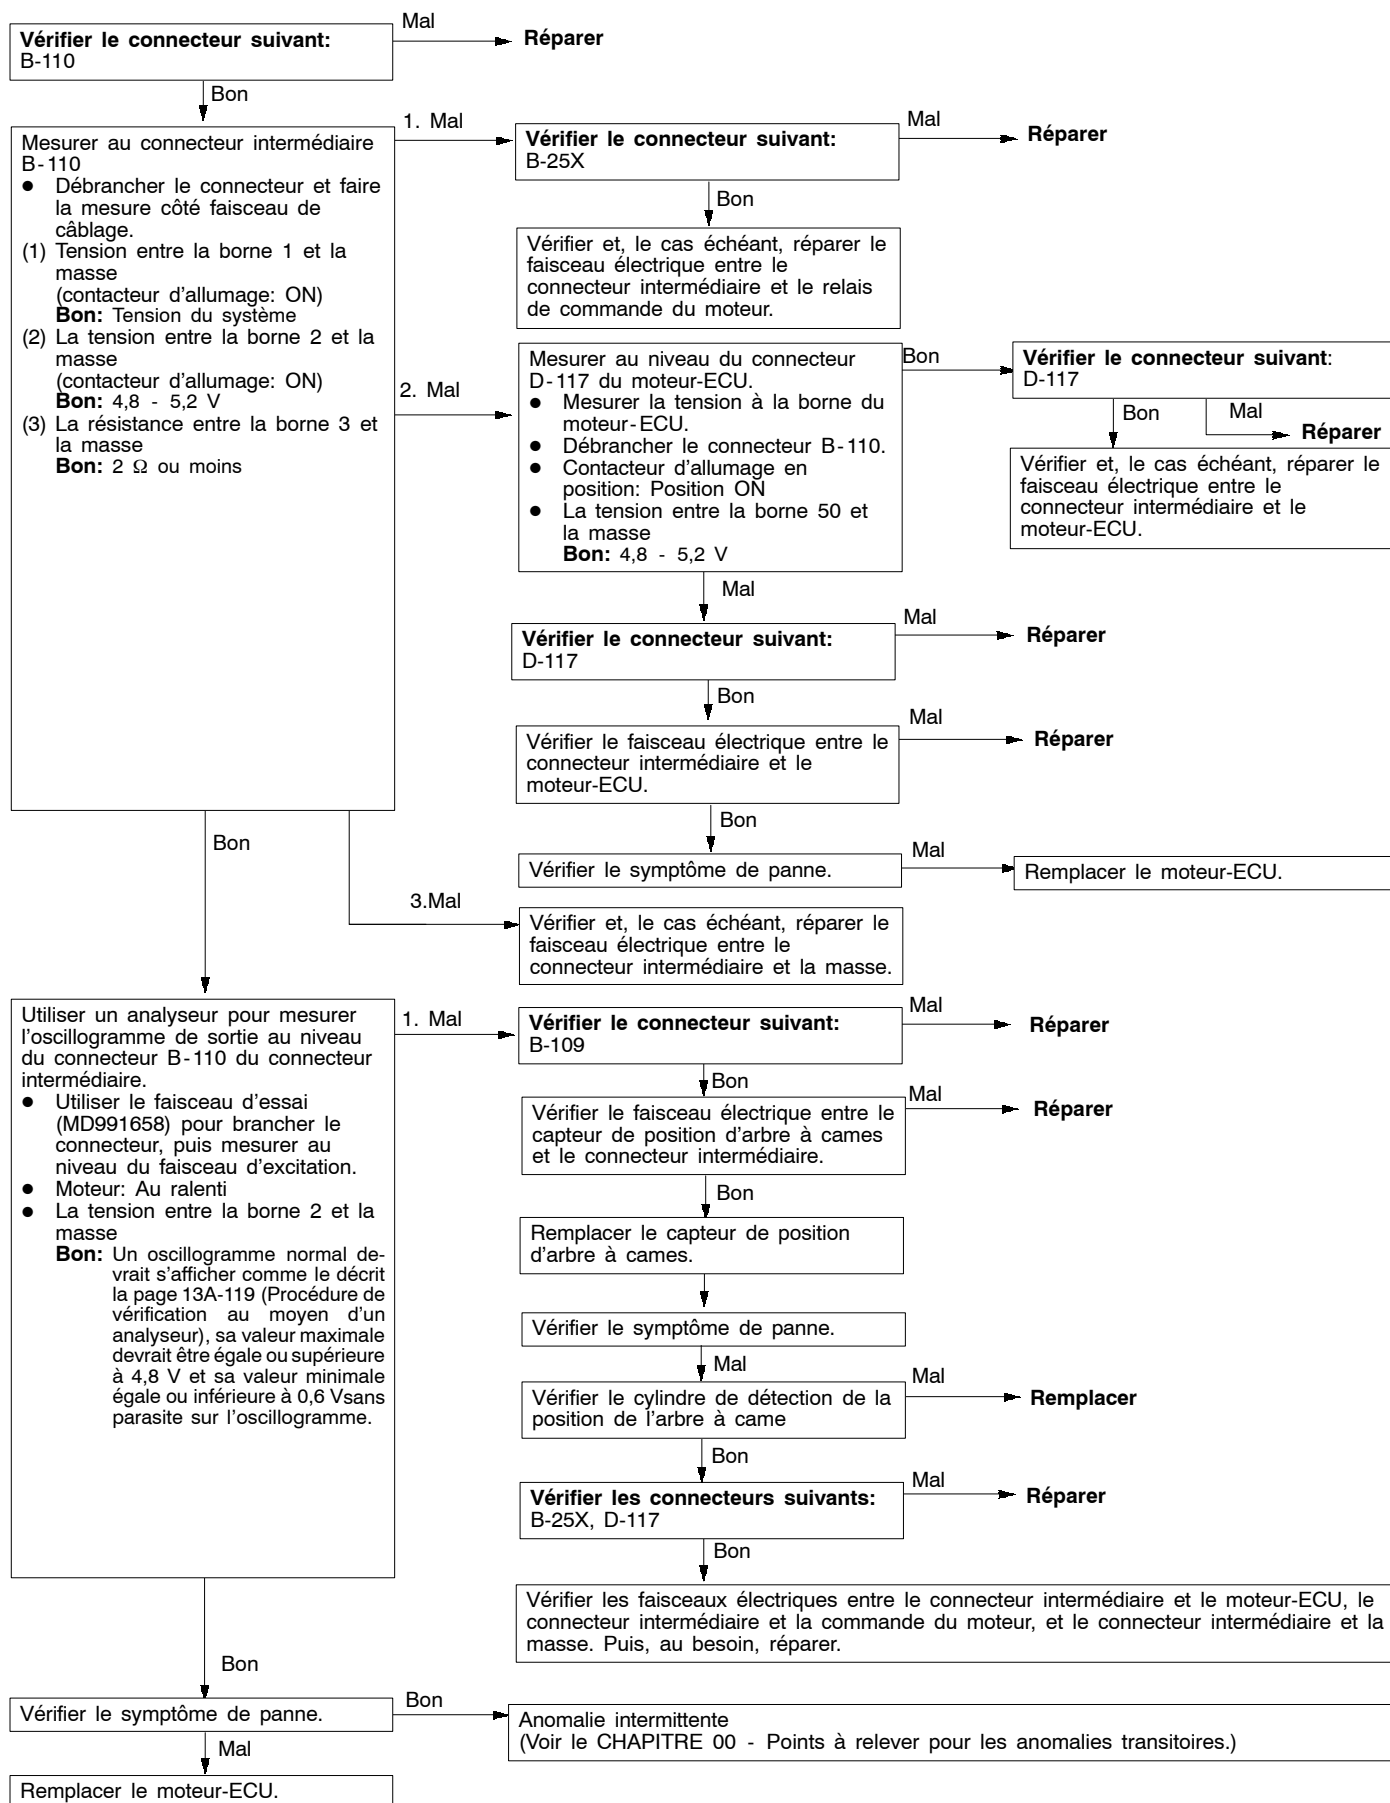 Vérifier le connecteur suivant:
B-110
Mal
Réparer
Bon
Mesurer au connecteur intermédiaire
B-110
● Débrancher le connecteur et faire
la mesure côté faisceau de
câblage.
(1) Tension entre la borne 1 et la
masse
(contacteur d'allumage: ON)
Bon: Tension du système
(2) La tension entre la borne 2 et la
masse
(contacteur d'allumage: ON)
Bon: 4,8 - 5,2 V
(3) La résistance entre la borne 3 et
la masse
Bon: 2 Ω ou moins
1. Mal
Vérifier le connecteur suivant:
B-25X
Mal
Réparer
Bon
Vérifier et, le cas échéant, réparer le
faisceau électrique entre le
connecteur intermédiaire et le relais
de commande du moteur.
2. Mal
Mesurer au niveau du connecteur
D-117 du moteur-ECU.
● Mesurer la tension à la borne du
moteur-ECU.
● Débrancher le connecteur B-110.
● Contacteur d'allumage en
position: Position ON
● La tension entre la borne 50 et
la masse
Bon: 4,8 - 5,2 V
Bon
Vérifier le connecteur suivant:
D-117
Bon
Mal
Réparer
Vérifier et, le cas échéant, réparer le
faisceau électrique entre le
connecteur intermédiaire et le
moteur-ECU.
Mal
Vérifier le connecteur suivant:
D-117
Mal
Réparer
Bon
Vérifier le faisceau électrique entre le
connecteur intermédiaire et le
moteur-ECU.
Mal
Réparer
Bon
Vérifier le symptôme de panne.
Mal
Remplacer le moteur-ECU.
3.Mal
Vérifier et, le cas échéant, réparer le
faisceau électrique entre le
connecteur intermédiaire et la masse.
Bon
Utiliser un analyseur pour mesurer
l'oscillogramme de sortie au niveau
du connecteur B-110 du connecteur
intermédiaire.
● Utiliser le faisceau d'essai
(MD991658) pour brancher le
connecteur, puis mesurer au
niveau du faisceau d'excitation.
● Moteur: Au ralenti
● La tension entre la borne 2 et la
masse
Bon: Un oscillogramme normal de-
vrait s'afficher comme le décrit
la page 13A-119 (Procédure de
vérification au moyen d'un
analyseur), sa valeur maximale
devrait être égale ou supérieure
à 4,8 V et sa valeur minimale
égale ou inférieure à 0,6 Vsans
parasite sur l'oscillogramme.
1. Mal
Vérifier le connecteur suivant:
B-109
Mal
Réparer
Bon
Vérifier le faisceau électrique entre le
capteur de position d'arbre à cames
et le connecteur intermédiaire.
Mal
Réparer
Bon
Remplacer le capteur de position
d'arbre à cames.
Vérifier le symptôme de panne.
Mal
Vérifier le cylindre de détection de la
position de l'arbre à came
Mal
Remplacer
Bon
Vérifier les connecteurs suivants:
B-25X, D-117
Mal
Réparer
Bon
Vérifier les faisceaux électriques entre le connecteur intermédiaire et le moteur-ECU, le
connecteur intermédiaire et la commande du moteur, et le connecteur intermédiaire et la
masse. Puis, au besoin, réparer.
Bon
Vérifier le symptôme de panne.
Bon
Anomalie intermittente
(Voir le CHAPITRE 00 - Points à relever pour les anomalies transitoires.)
Mal
Remplacer le moteur-ECU.